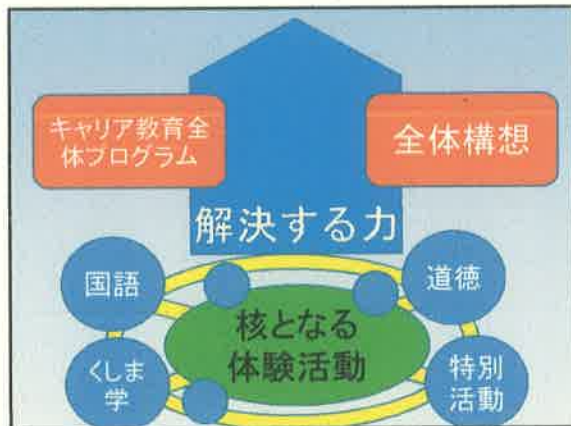 キャリア教育全
体プログラム
全体構想
解決する力
国語
道徳
核となる
体験活動
くしま
学
特別
活動